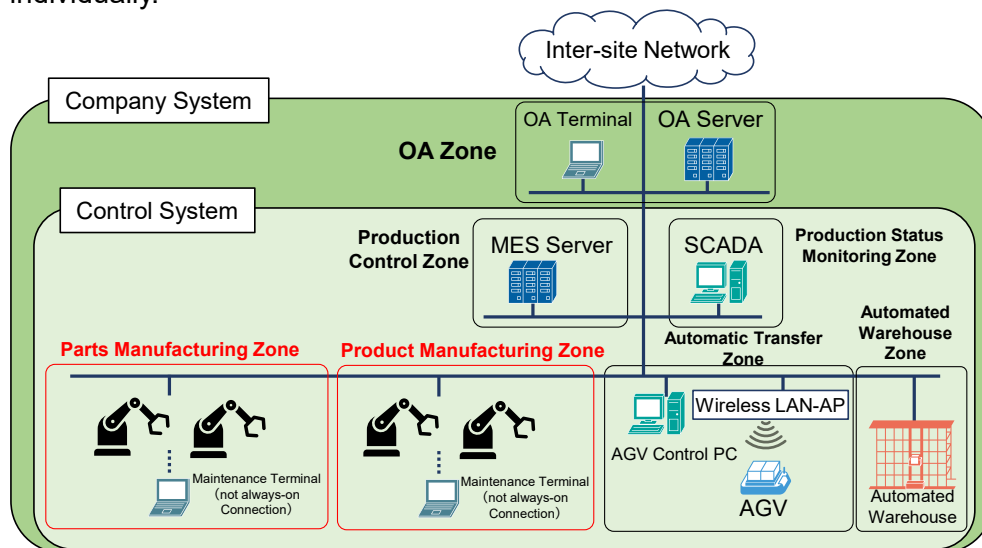 individually.
Inter-site Network
Company System
OA Terminal
OA Server
OA Zone
Control System
Production
Control Zone
MES Server
SCADA
Production Status
Monitoring Zone
Parts Manufacturing Zone
Product Manufacturing Zone
Automatic Transfer
Zone
Automated
Warehouse
Zone
Maintenance Terminal
(not always-on
Connection)
Maintenance Terminal
(not always-on
Connection)
AGV Control PC
Wireless LAN-AP
AGV
Automated
Warehouse